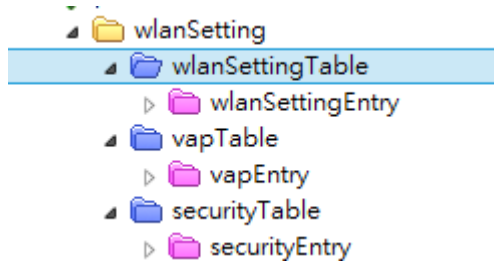 wlanSetting
wlanSettingTable
wlanSettingEntry
vapTable
vapEntry
securityTable
securityEntry